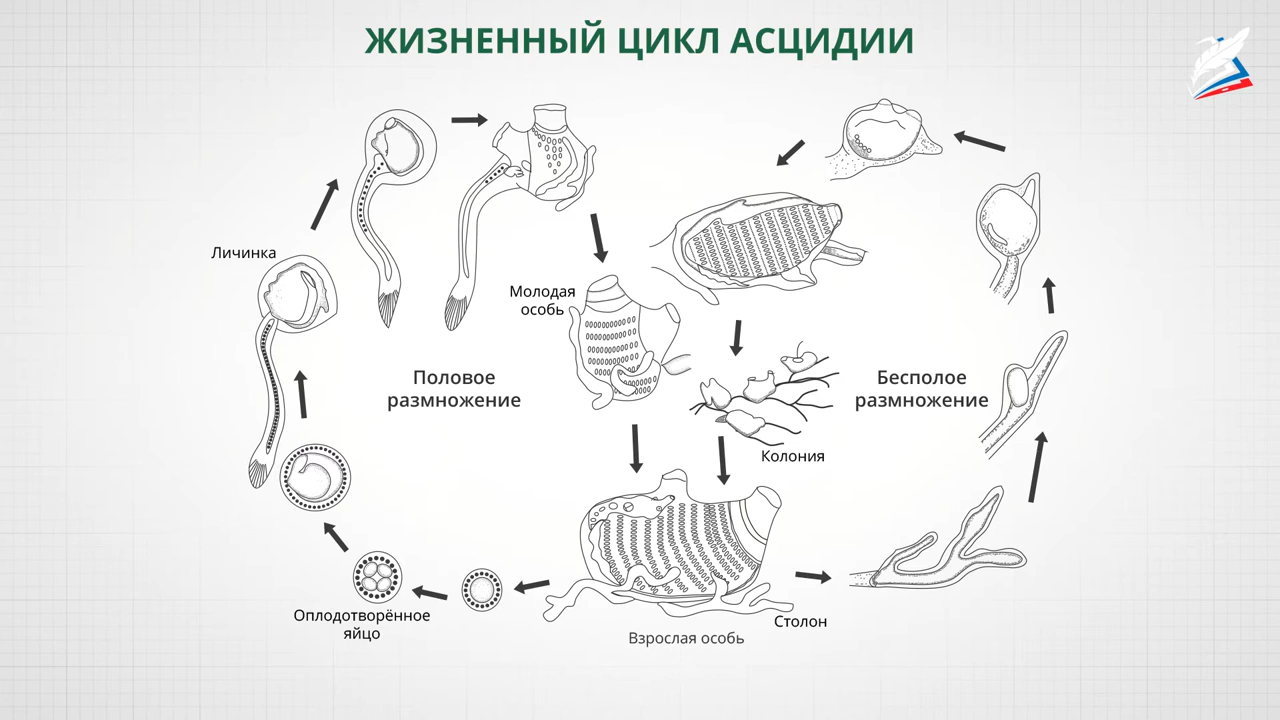 ЖИЗНЕННЫЙ ЦИКЛ АСЦИДИИ
Личинка
Молодая
особь
Половое
размножение
Бесполое
размножение
Колония
Оплодотворённое
яйцо
Столон
Взрослая особь